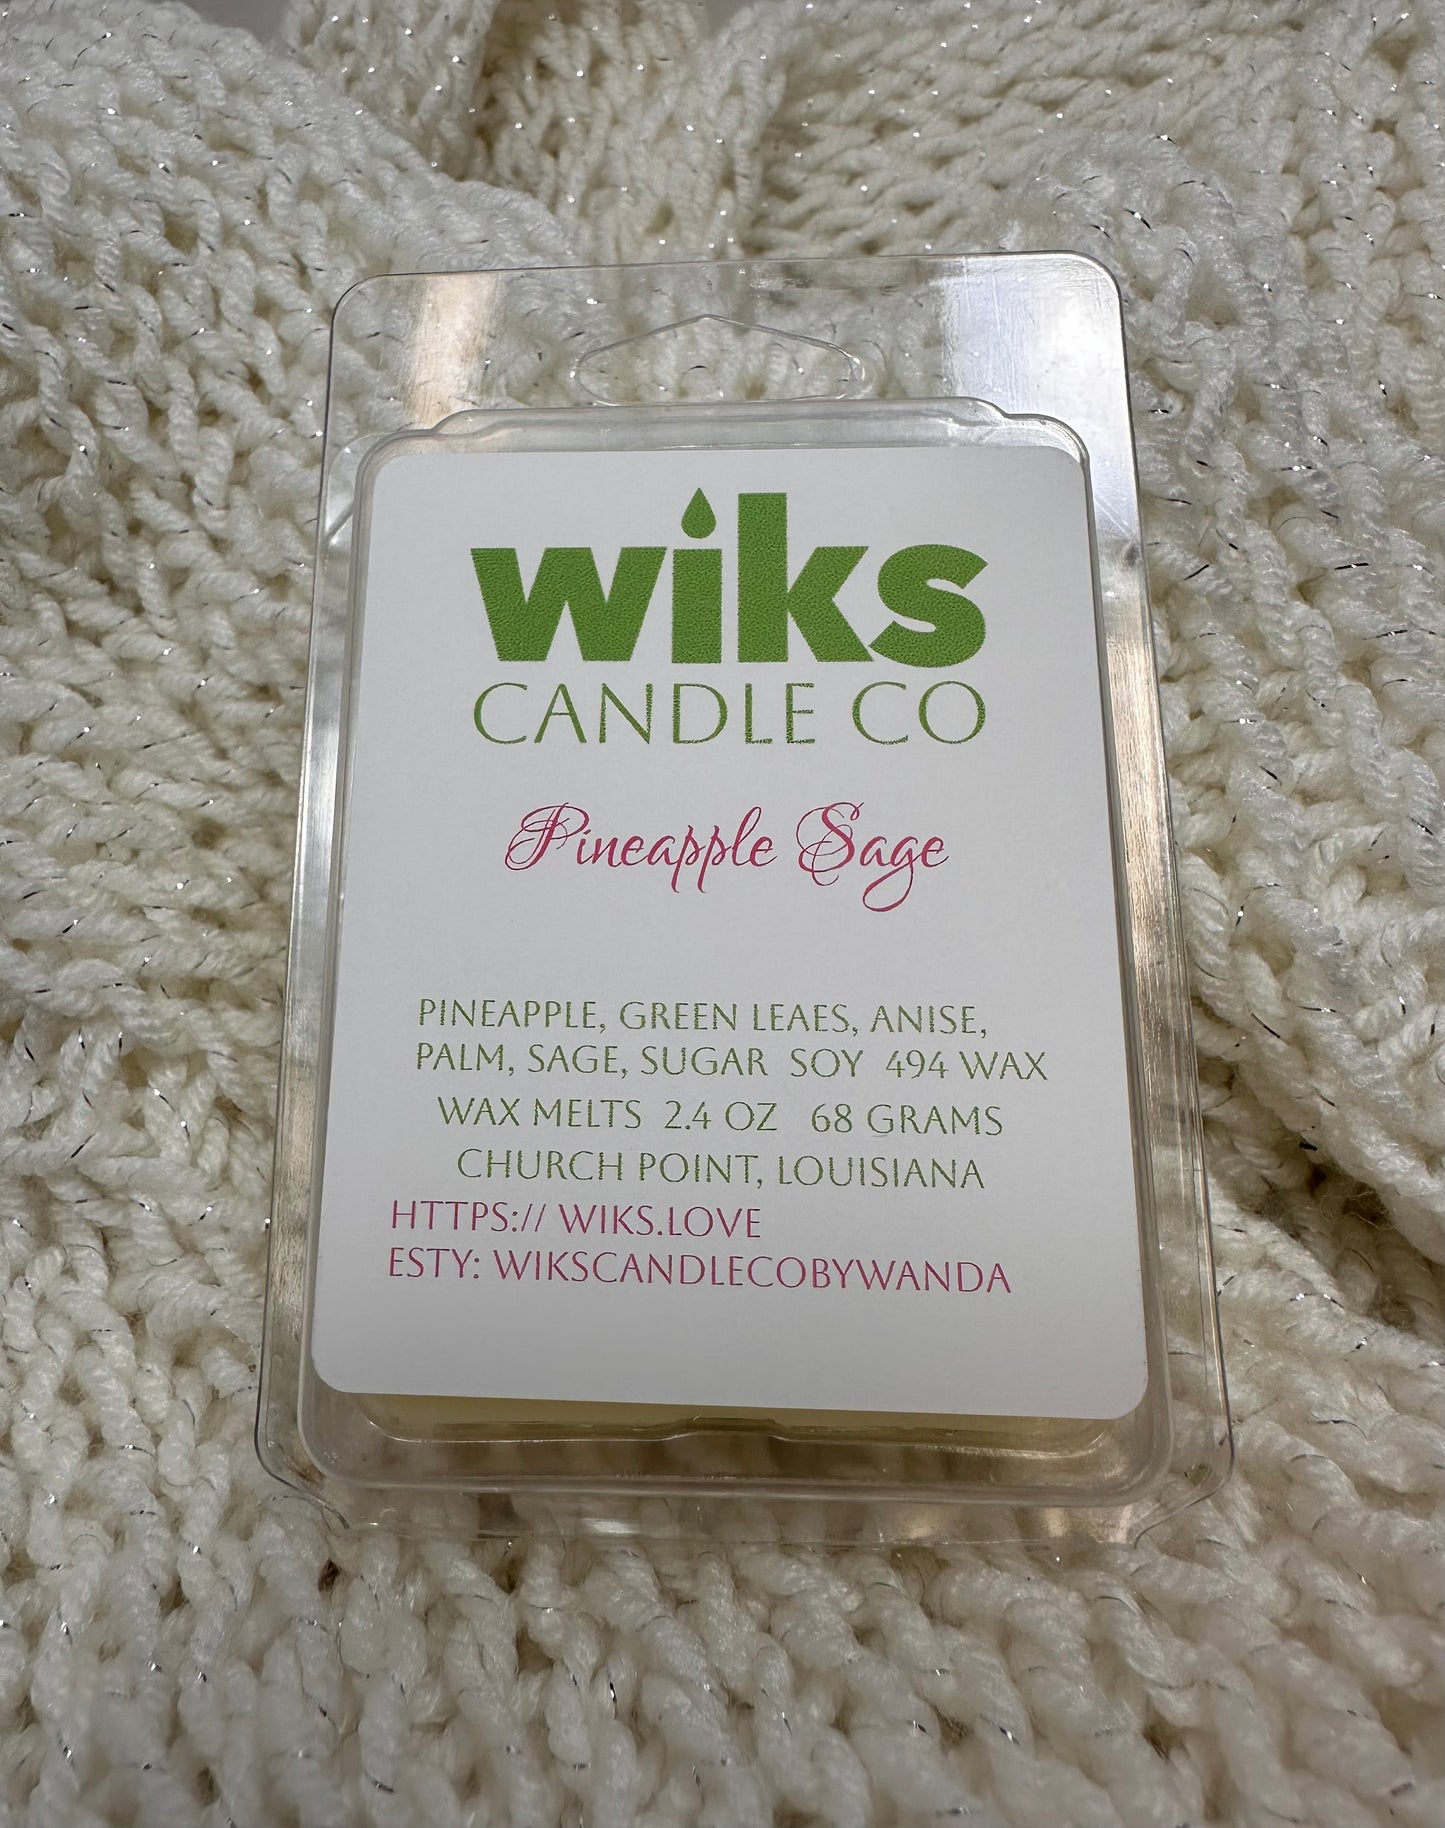 wiks
CANDLE CO
Pineapple Sage
PINEAPPLE, GREEN LEAES, ANISE,
PALM, SAGE, SUGAR SOY 494 WAX
WAX MELTS 2.4 OZ 68 GRAMS
CHURCH POINT, LOUISIANA
HTTPS:// WIKS.LOVE
ESTY: WIKSCANDLECOBYWANDA